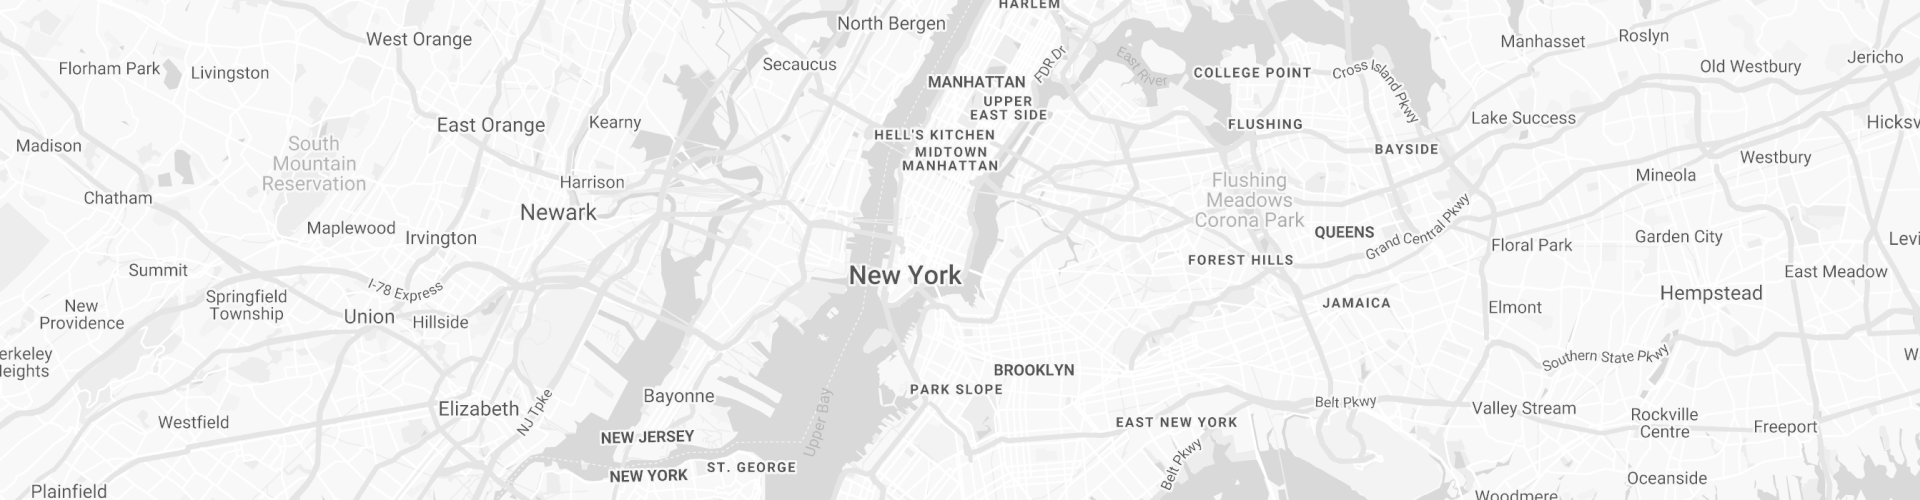 HARLEM
North Bergen
West Orange
Manhasset
Roslyn
Jericho
Secaucus
FDR Dr
East River
COLLEGE POINT
Cross Island Pkwy
Old Westbury
Florham Park
Livingston
MANHATTAN
UPPER
EAST SIDE
East Orange
Kearny
FLUSHING
Lake Success
HELL'S KITCHEN
MIDTOWN
MANHATTAN
BAYSIDE
Madison
South
Mountain
Reservation
Westbury
Mineola
Harrison
Flushing
Meadows
Corona Park
Chatham
Newark
Maplewood
Irvington
QUEENS
Grand Central Pkwy
Floral Park
Garden City
Summit
New York
FOREST HILLS
East Meadow
I-78 Express
Springfield
Township
New
Providence
Union
Hillside
JAMAICA
Elmont
Hempstead
Southern State Pkwy
BROOKLYN
PARK SLOPE
Bayonne
Elizabeth
NJ Tpke
Upper Bay
Westfield
EAST NEW YORK
Belt Pkwy
Belt Pkwy
Valley Stream
Rockville
Centre
Freeport
NEW JERSEY
NEW YORK
ST. GEORGE
Oceanside
Plainfield
Woodmere